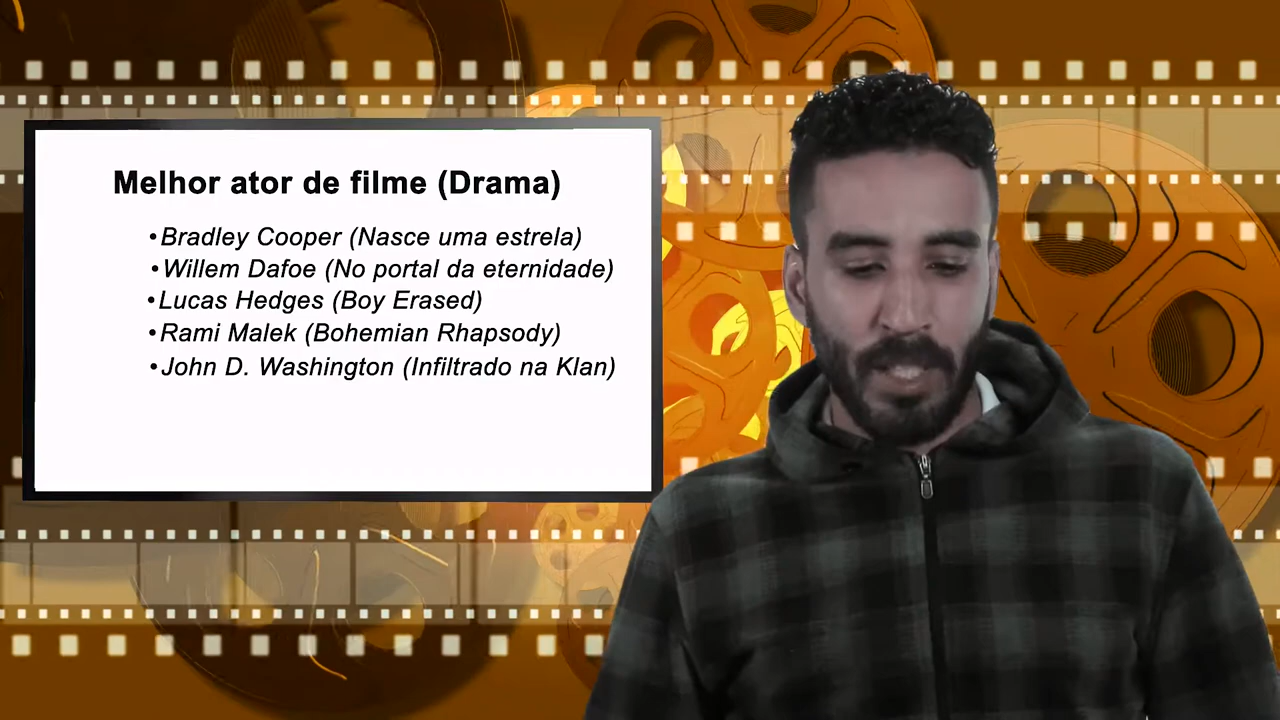 Melhor ator de filme (Drama)
•Bradley Cooper (Nasce uma estrela)
•Willem Dafoe (No portal da eternidade)
•Lucas Hedges (Boy Erased)
•Rami Malek (Bohemian Rhapsody)
•John D. Washington (Infiltrado na Klan)